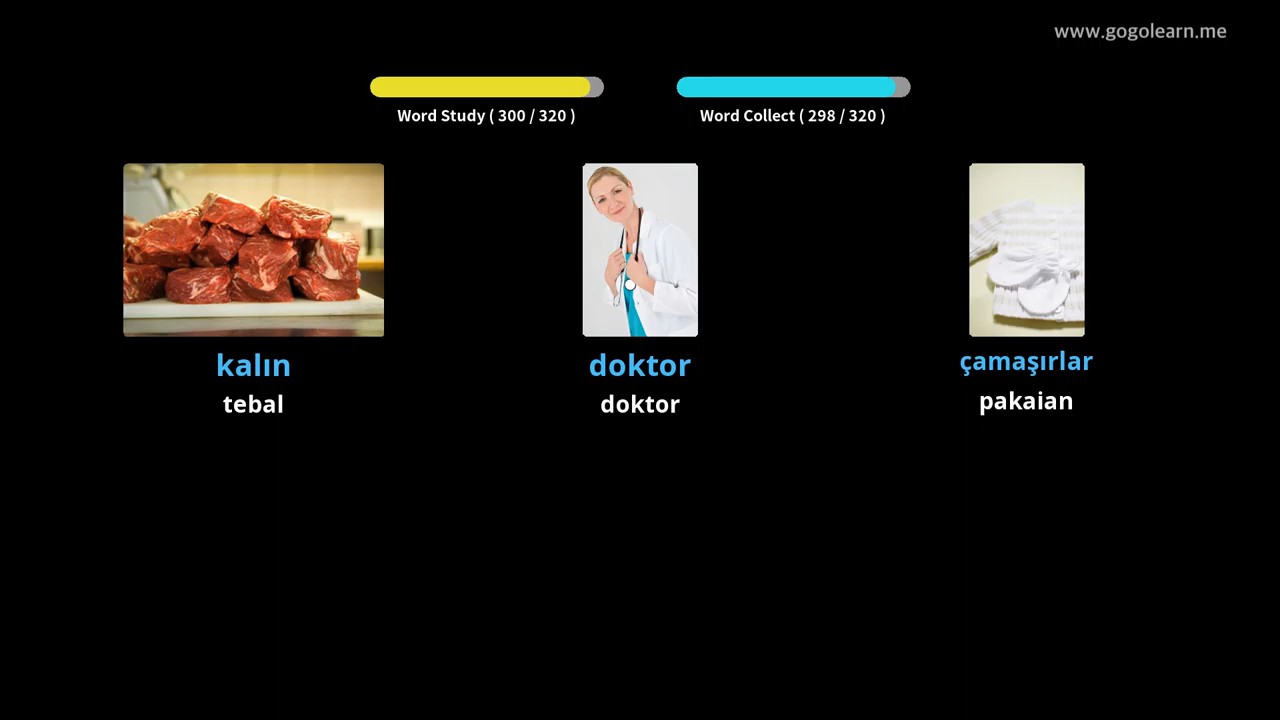 www.gogolearn.me
Word Study ( 300 / 320 )
Word Collect ( 298 / 320 )
kalın
tebal
doktor
doktor
çamaşırlar
pakaian